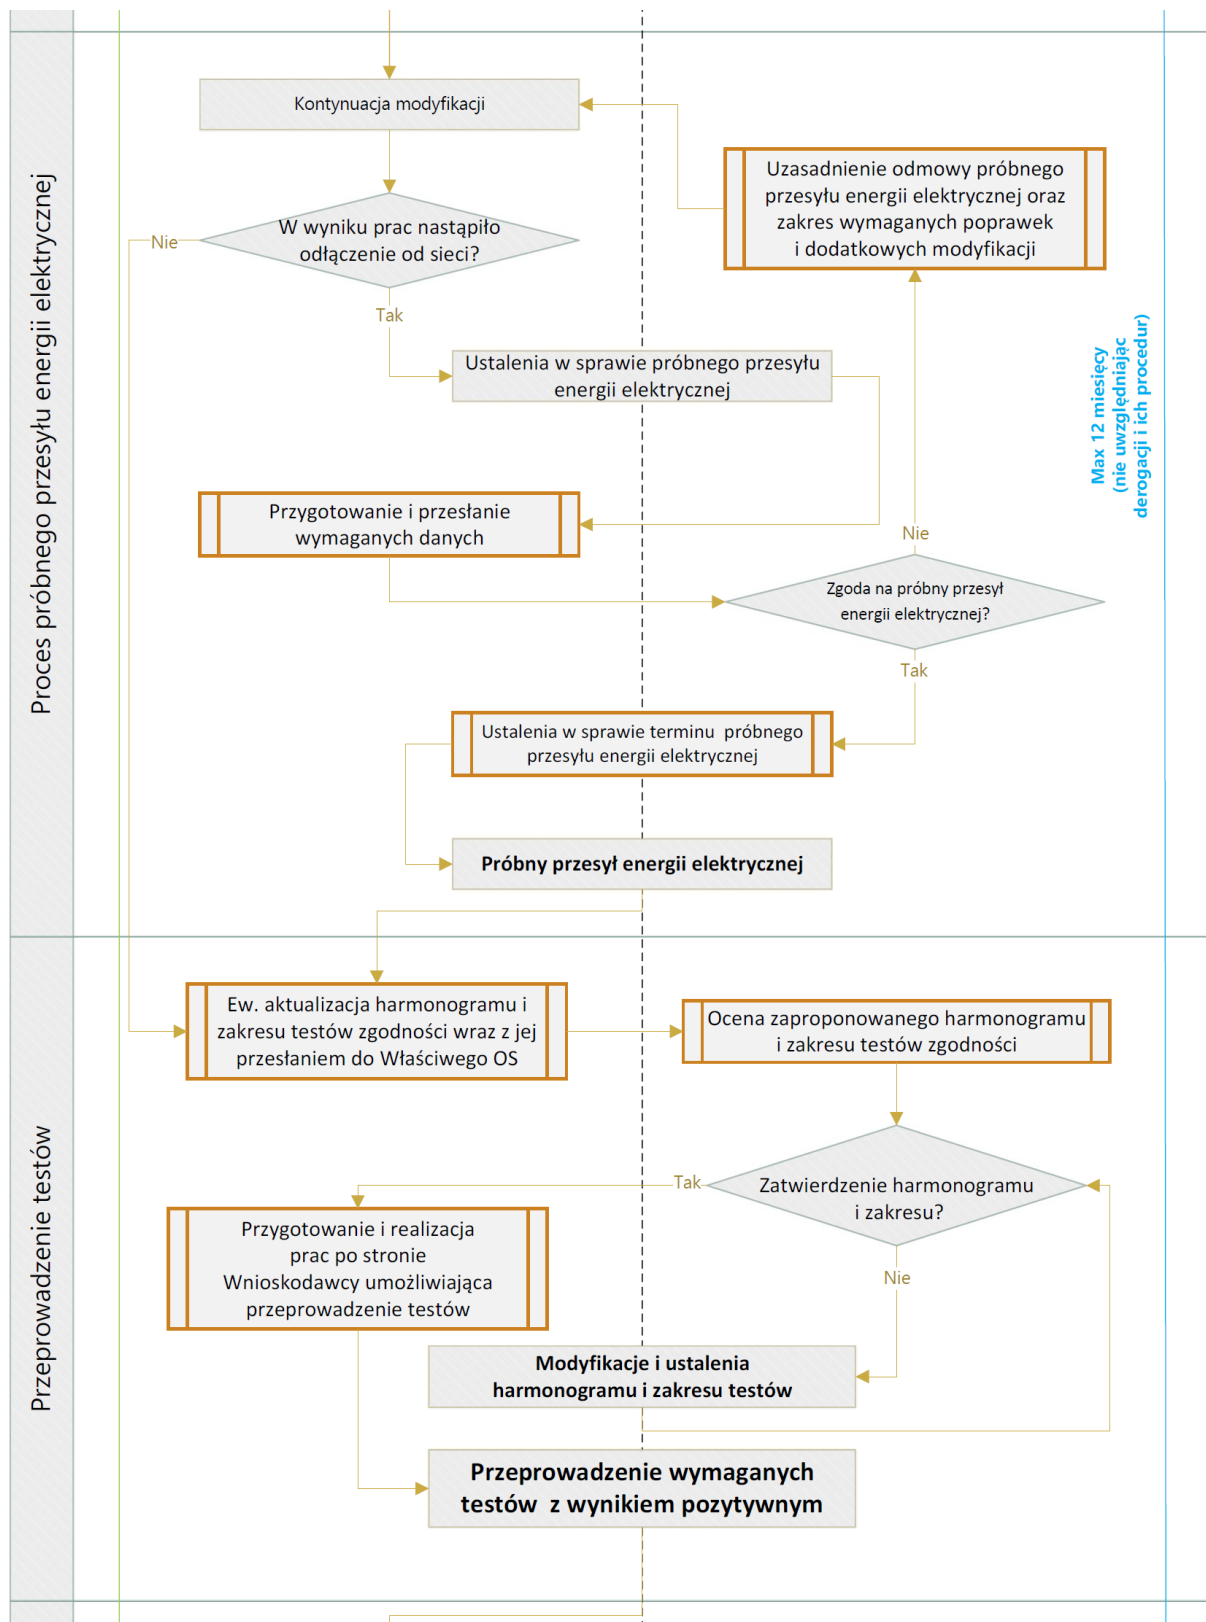 Proces próbnego przesyłu energii elektrycznej
Kontynuacja modyfikacji
Uzasadnienie odmowy próbnego
przesyłu energii elektrycznej oraz
zakres wymaganych poprawek
i dodatkowych modyfikacji
W wyniku prac nastąpiło
odłączenie od sieci?
Nie
Tak
Ustalenia w sprawie próbnego przesyłu
energii elektrycznej
Max 12 miesięcy
(nie uwzględniając
derogacji i ich procedur)
Przygotowanie i przesłanie
wymaganych danych
Nie
Zgoda na próbny przesył
energii elektrycznej?
Tak
Ustalenia w sprawie terminu próbnego
przesyłu energii elektrycznej
Próbny przesył energii elektrycznej
Przeprowadzenie testów
Ew. aktualizacja harmonogramu i
zakresu testów zgodności wraz z jej
przesłaniem do Właściwego OS
Ocena zaproponowanego harmonogramu
i zakresu testów zgodności
Tak
Zatwierdzenie harmonogramu
i zakresu?
Nie
Przygotowanie i realizacja
prac po stronie
Wnioskodawcy umożliwiająca
przeprowadzenie testów
Modyfikacje i ustalenia
harmonogramu i zakresu testów
Przeprowadzenie wymaganych
testów z wynikiem pozytywnym